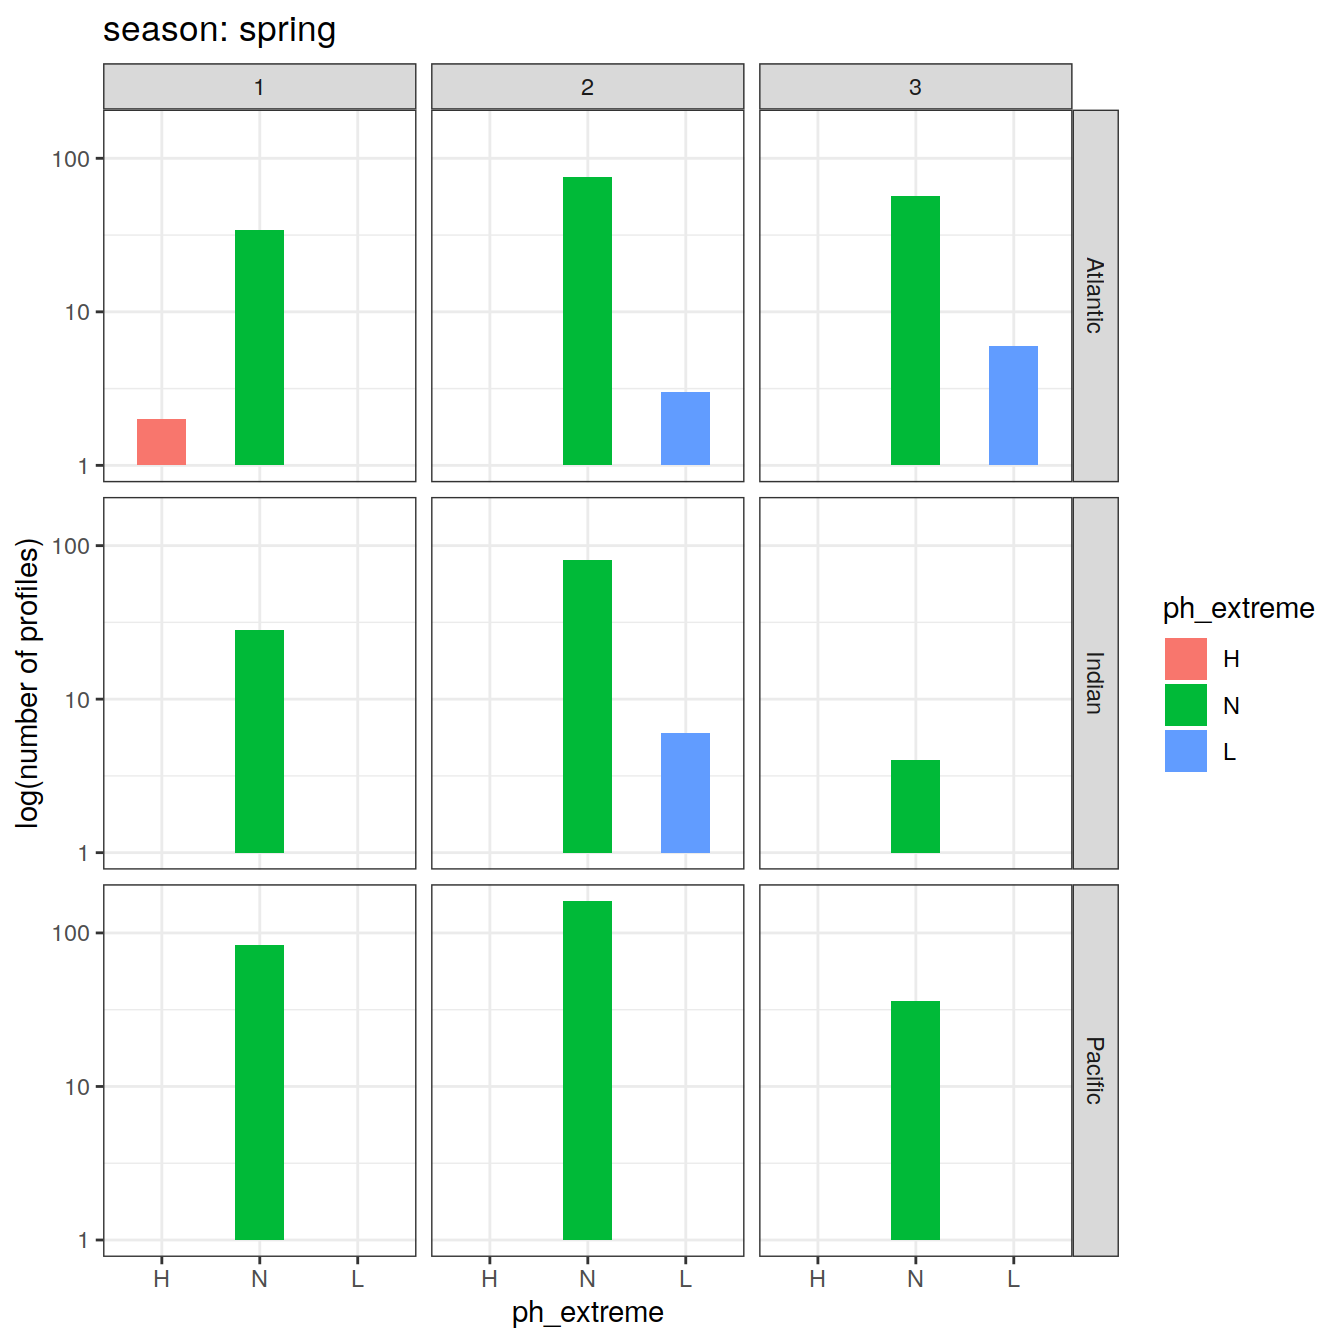 season: spring
1 2 3
100
10
1
Atlantic
100
10
1
Indian
100
10
1
Pacific
H N L H N L H N L
ph_extreme
log(number of profiles)
ph_extreme
H
N
L